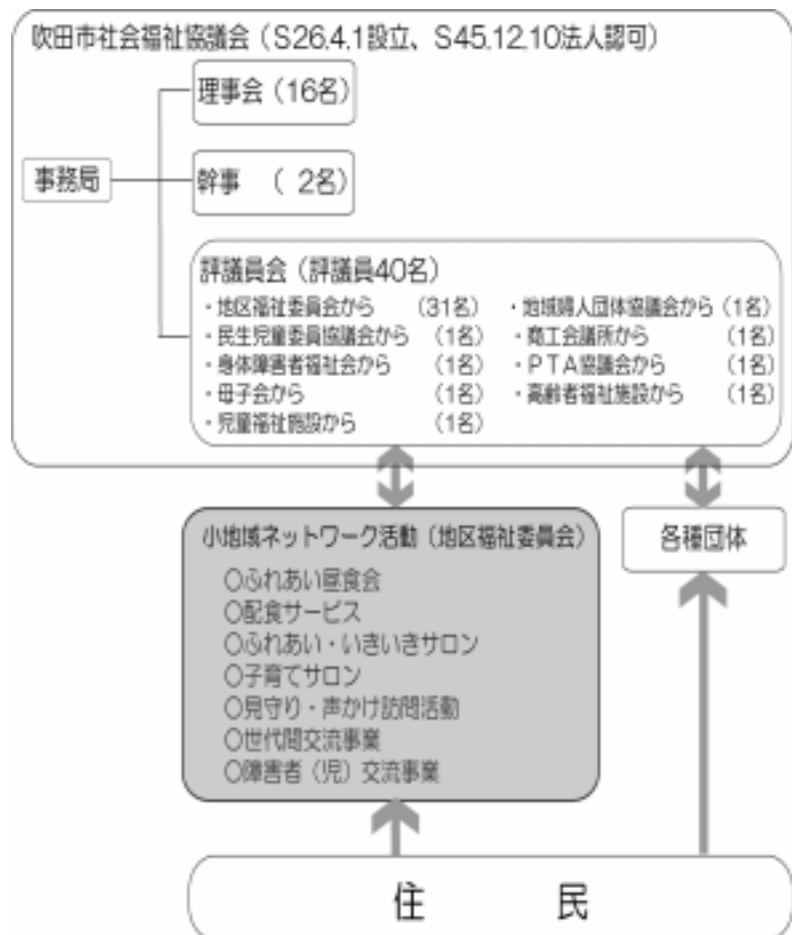 吹田市社会福祉協議会（S26.4.1設立、S45.12.10法人認可）
理事会（16名）
事務局
幹事　（ 2名）
評議員会（評議員40名）
・地区福祉委員会から　（31名）
・民生児童委員協議会から　（1名）
・身体障害者福祉会から　（1名）
・母子会から　（1名）
・児童福祉施設から　（1名）
・地域婦人団体協議会から（1名）
・商工会議所から　（1名）
・ＰＴＡ協議会から　（1名）
・高齢者福祉施設から　（1名）
小地域ネットワーク活動（地区福祉委員会）
○ふれあい昼食会
○配食サービス
○ふれあい・いきいきサロン
○子育てサロン
○見守り・声かけ訪問活動
○世代間交流事業
○障害者（児）交流事業
各種団体
住　民